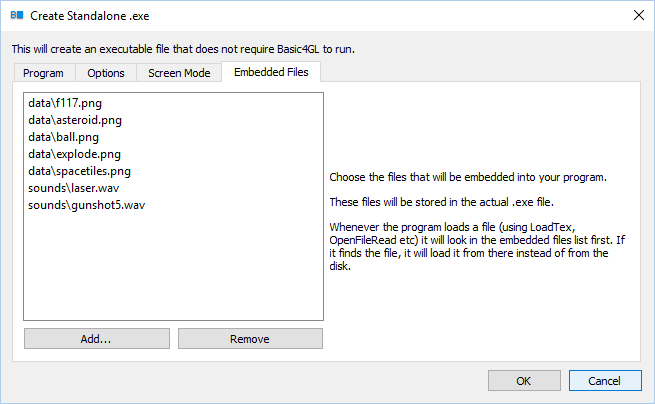 Create Standalone .exe
This will create an executable file that does not require Basic4GL to run.
Program
Options
Screen Mode
Embedded Files
data\f117.png
data\asteroid.png
data\ball.png
data\explode.png
data\spacetiles.png
sounds\laser.wav
sounds\gunshot5.wav
Choose the files that will be embedded into your program.
These files will be stored in the actual .exe file.
Whenever the program loads a file (using LoadTex,
OpenFileRead etc) it will look in the embedded files list first. If
it finds the file, it will load it from there instead of from the
disk.
Add...
Remove
OK
Cancel